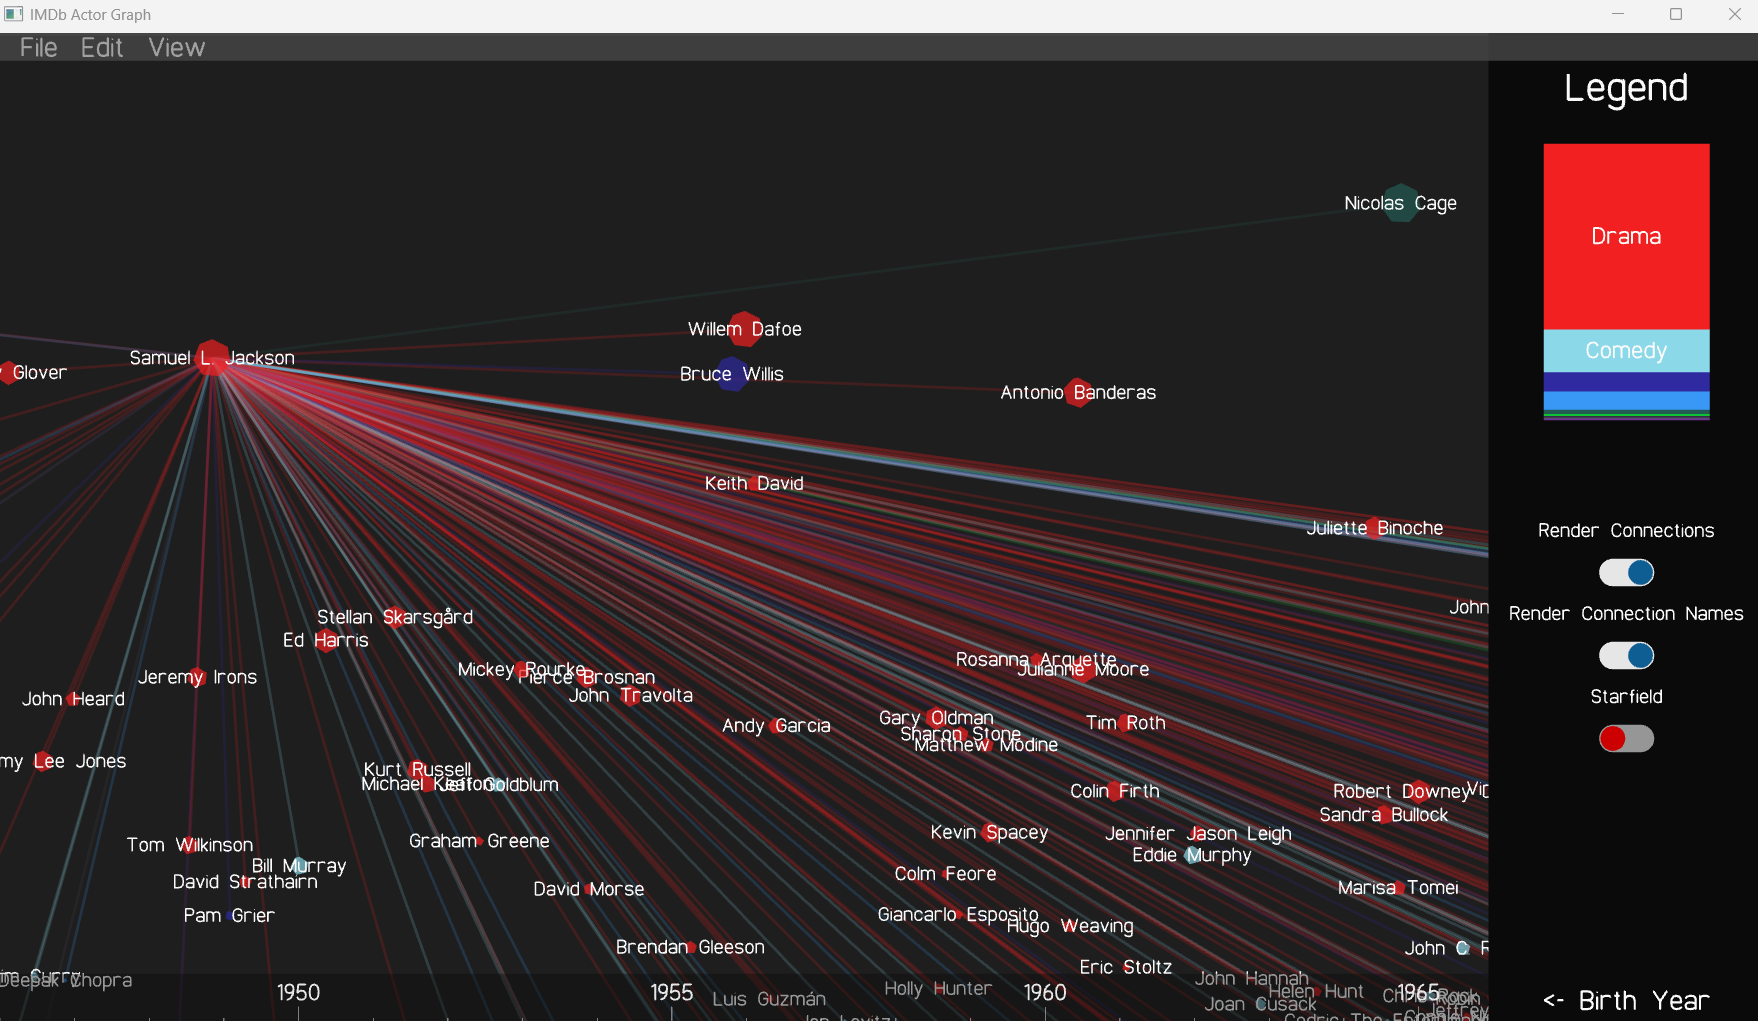 IMDb Actor Graph
File Edit View
Legend
Drama
Comedy
Nicolas Cage
Willem Dafoe
Samuel L. Jackson
Glover
Bruce Willis
Antonio Banderas
Keith David
Juliette Binoche
Render Connections
Render Connection Names
Starfield
John
Stellan Skarsgård
Ed Harris
Rosanna Arquette
Julianne Moore
Mickey Rourke
Pierce Brosnan
Jeremy Irons
John Travolta
John Heard
Gary Oldman
Andy Garcia
Tim Roth
Sharon Stone
Matthew Modine
my Lee Jones
Kurt Russell
Michael Keaton
Jeff Goldblum
Colin Firth
Robert Downey
Sandra Bullock
Kevin Spacey
Jennifer Jason Leigh
Graham Greene
Tom Wilkinson
Eddie Murphy
Bill Murray
David Strathairn
Colm Feore
David Morse
Marisa Tomei
Pam Grier
Giancarlo Esposito
Hugo Weaving
Brendan Gleeson
John C. R
Eric Stoltz
Tim Curry
Deepak Chopra
John Hannah
Holly Hunter
Helen Hunt
1950
1955
1960
1965
Luis Guzmán
Joan Cusack
<- Birth Year